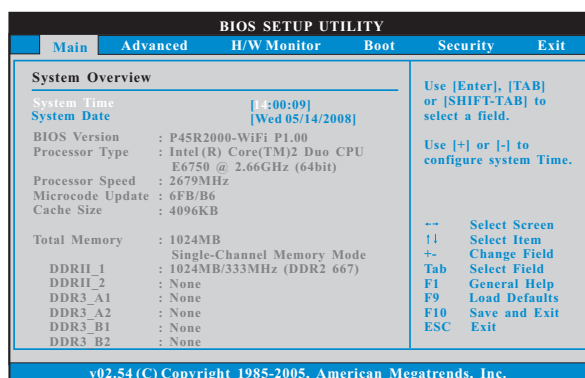 BIOS SETUP UTILITY
Main Advanced H/W Monitor Boot Security Exit
System Overview
System Time [14:00:09]
System Date [Wed 05/14/2008]
BIOS Version : P45R2000-WiFi P1.00
Processor Type : Intel(R) Core(TM)2 Duo CPU
E6750 @ 2.66GHz (64bit)
Processor Speed : 2679MHz
Microcode Update : 6FB/B6
Cache Size : 4096KB
Total Memory : 1024MB
Single-Channel Memory Mode
DDRII_1 : 1024MB/333MHz (DDR2 667)
DDRII_2 : None
DDR3_A1 : None
DDR3_A2 : None
DDR3_B1 : None
DDR3_B2 : None
Use [Enter], [TAB]
or [SHIFT-TAB] to
select a field.
Use [+] or [-] to
configure system Time.
←→ Select Screen
↑↓ Select Item
+- Change Field
Tab Select Field
F1 General Help
F9 Load Defaults
F10 Save and Exit
ESC Exit
v02.54 (C) Copyright 1985-2005, American Megatrends, Inc.